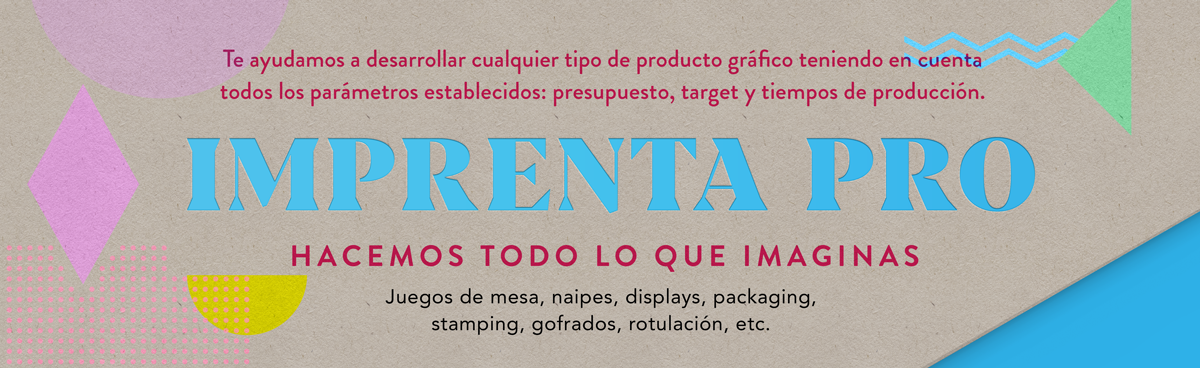 Te ayudamos a desarrollar cualquier tipo de producto gráfico teniendo en cuenta
todos los parámetros establecidos: presupuesto, target y tiempos de producción.
IMPRENTA PRO
HACEMOS TODO LO QUE IMAGINAS
Juegos de mesa, naipes, displays, packaging,
stamping, gofrados, rotulación, etc.